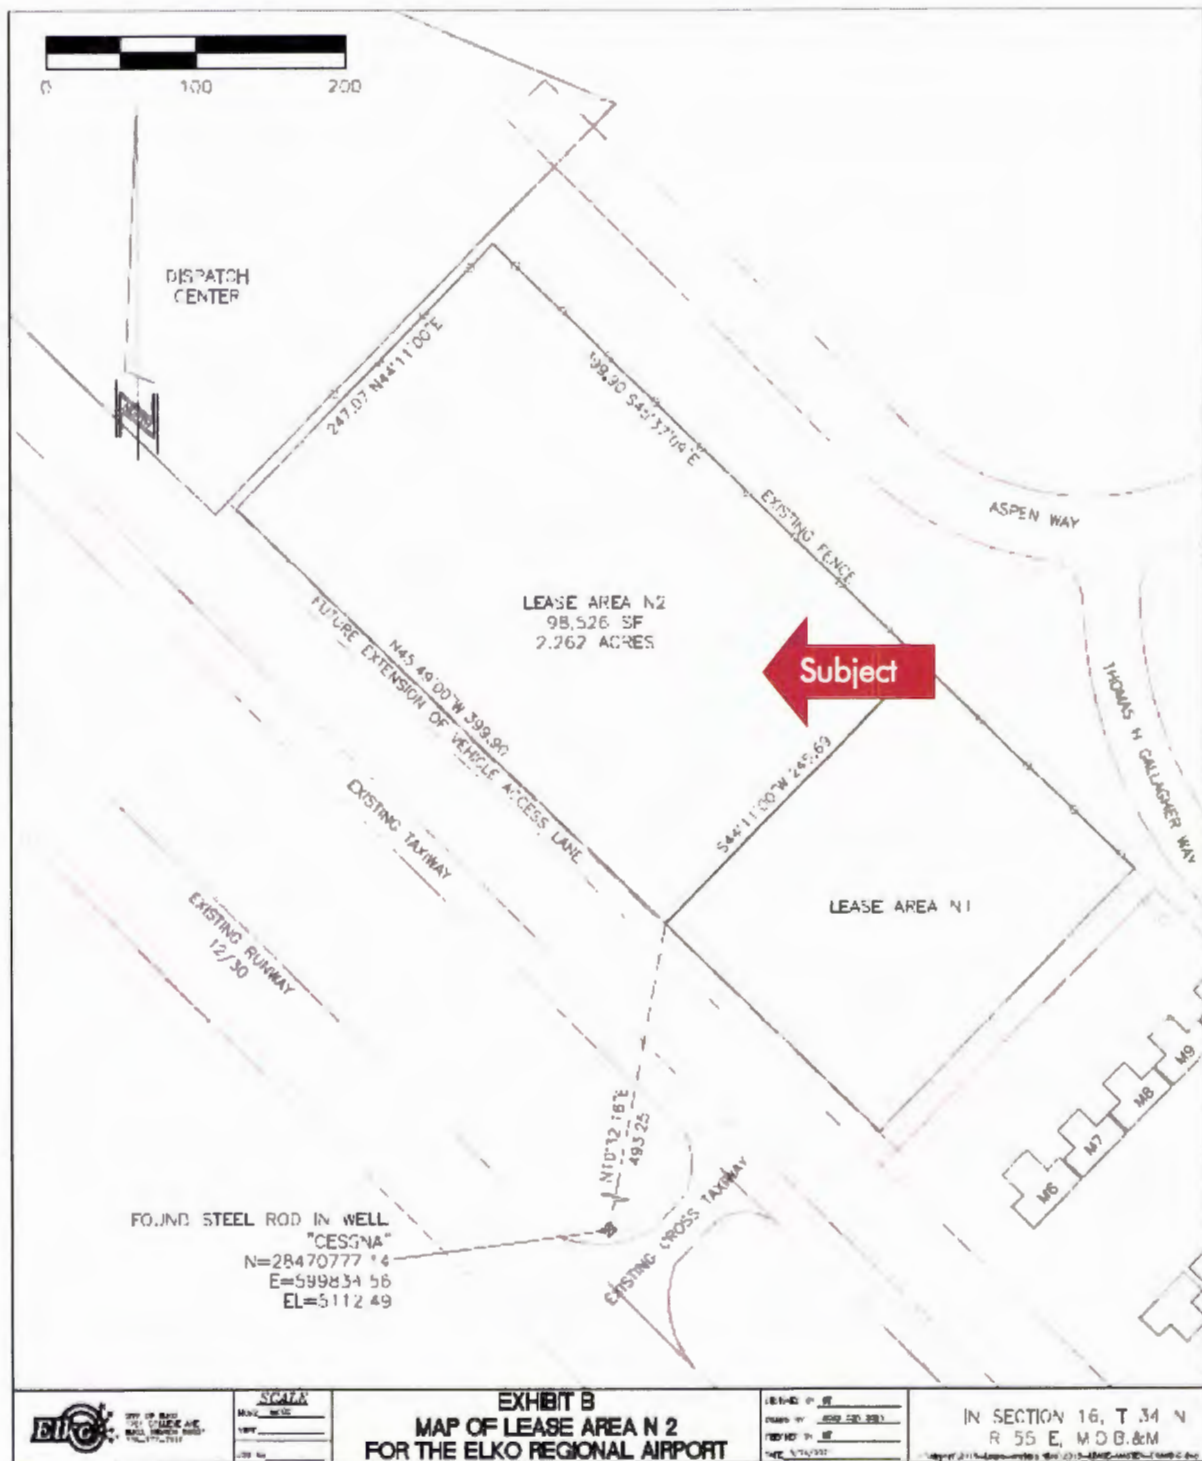 0 100 200
DISPATCH
CENTER
247.07 N44°11'00"E
EXISTING FENCE
ASPEN WAY
LEASE AREA N2
98,526 SF
2.262 ACRES
Subject
THOMAS H GALLAGHER WAY
N45°49'00"W 399.90
FUTURE EXTENSION OF VEHICLE ACCESS LANE
S44°11'00"W 245.69
EXISTING TAXIWAY
LEASE AREA N1
EXISTING RUNWAY
12/30
N10°32'16"E
493.25
M9
M8
M7
M6
EXISTING CROSS TAXIWAY
FOUND STEEL ROD IN WELL
"CESSNA"
N=28470777.14
E=599834.56
EL=5112.49
Elko
CITY OF ELKO
SCALE
EXHIBIT B
MAP OF LEASE AREA N 2
FOR THE ELKO REGIONAL AIRPORT
IN SECTION 16, T 34 N
R 55 E, M.D.B.&M